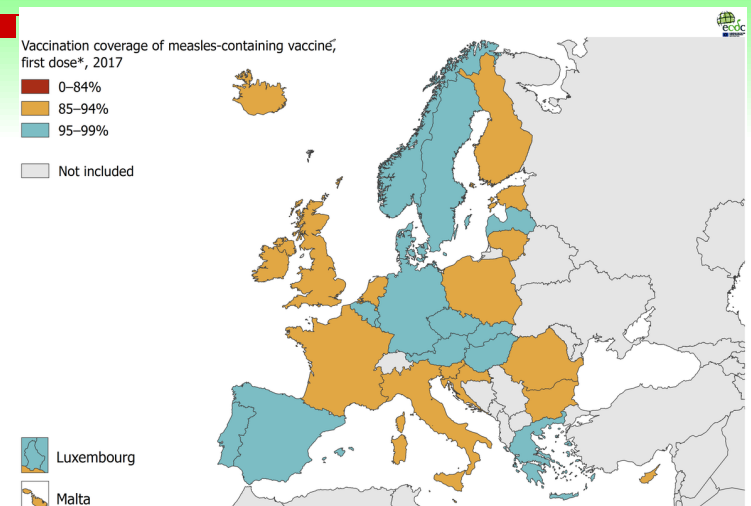 ecdc
Vaccination coverage of measles-containing vaccine,
first dose*, 2017
0–84%
85–94%
95–99%
Not included
Luxembourg
Malta